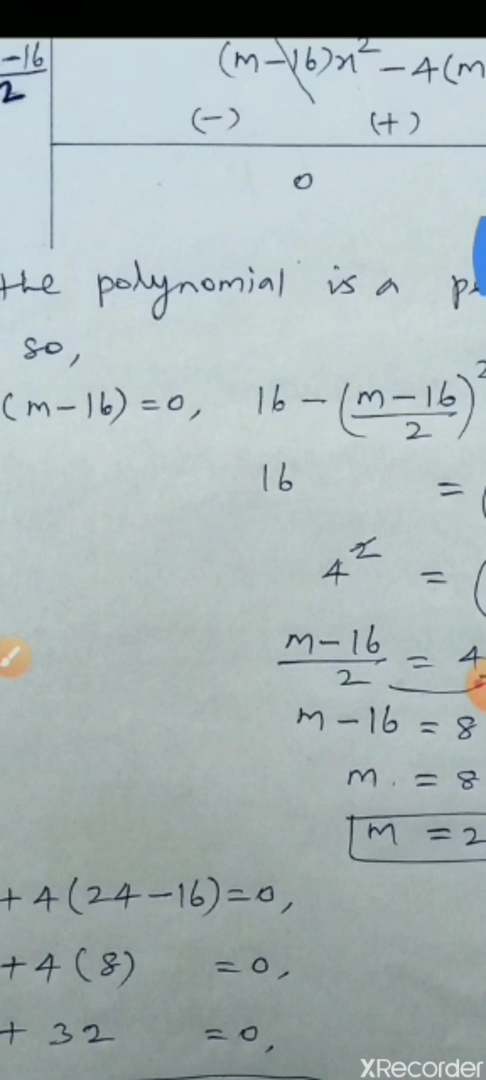 -16/2
(m-16)x² - 4(m
(-) (+)
0
the polynomial is a p
so,
(m-16)=0, 16 - (m-16/2)²
16 = (
4² = (
m-16/2 = 4
m-16 = 8
m. = 8
m = 2
+ 4(24-16)=0,
+4(8) =0,
+ 32 =0,
XRecorder